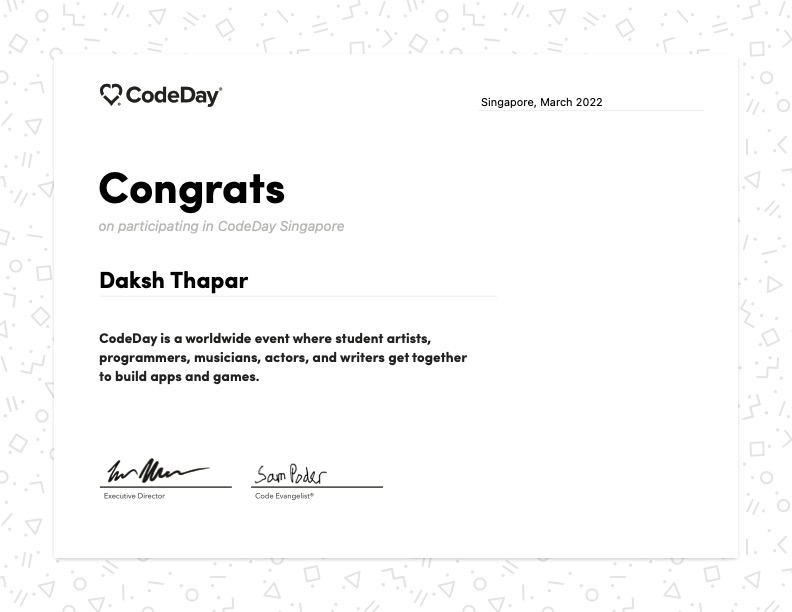 CodeDay®
Singapore, March 2022
Congrats
on participating in CodeDay Singapore
Daksh Thapar
CodeDay is a worldwide event where student artists,
programmers, musicians, actors, and writers get together
to build apps and games.
Sam Poder
Executive Director
Code Evangelist®